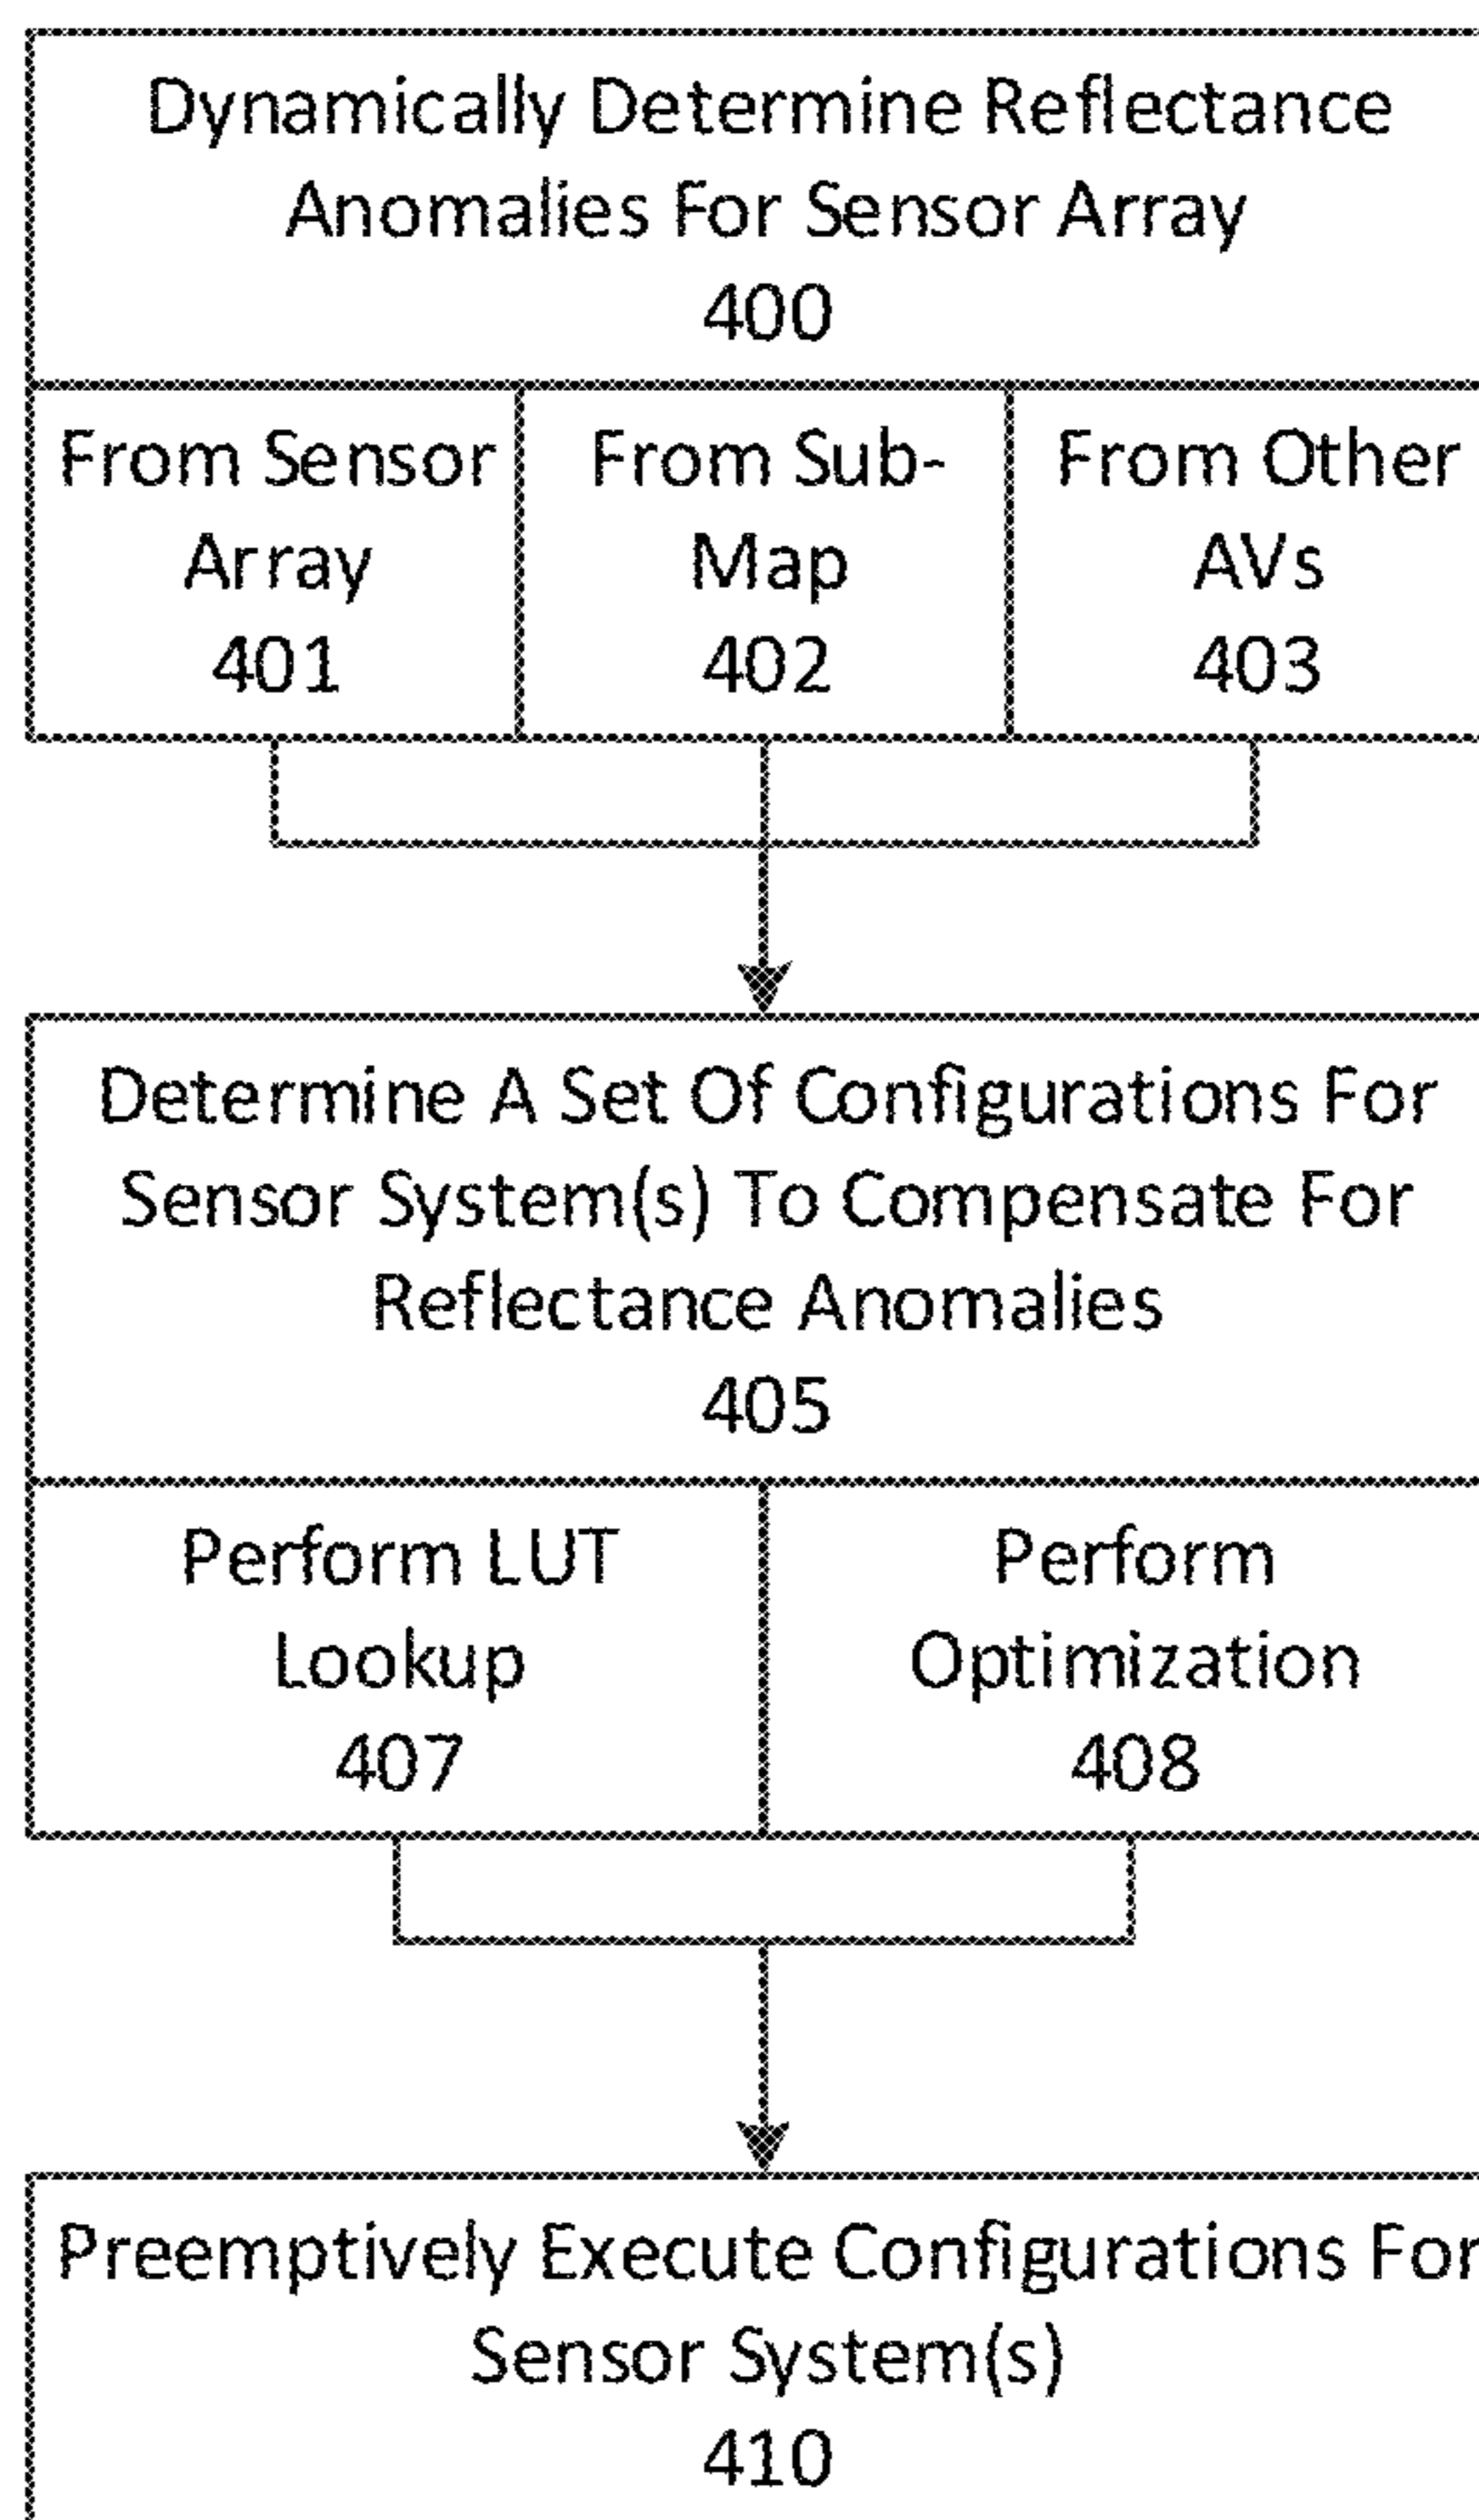 Dynamically Determine Reflectance
Anomalies For Sensor Array
400
From Sensor
Array
401
From Sub-
Map
402
From Other
AVs
403
Determine A Set Of Configurations For
Sensor System(s) To Compensate For
Reflectance Anomalies
405
Perform LUT
Lookup
407
Perform
Optimization
408
Preemptively Execute Configurations For
Sensor System(s)
410